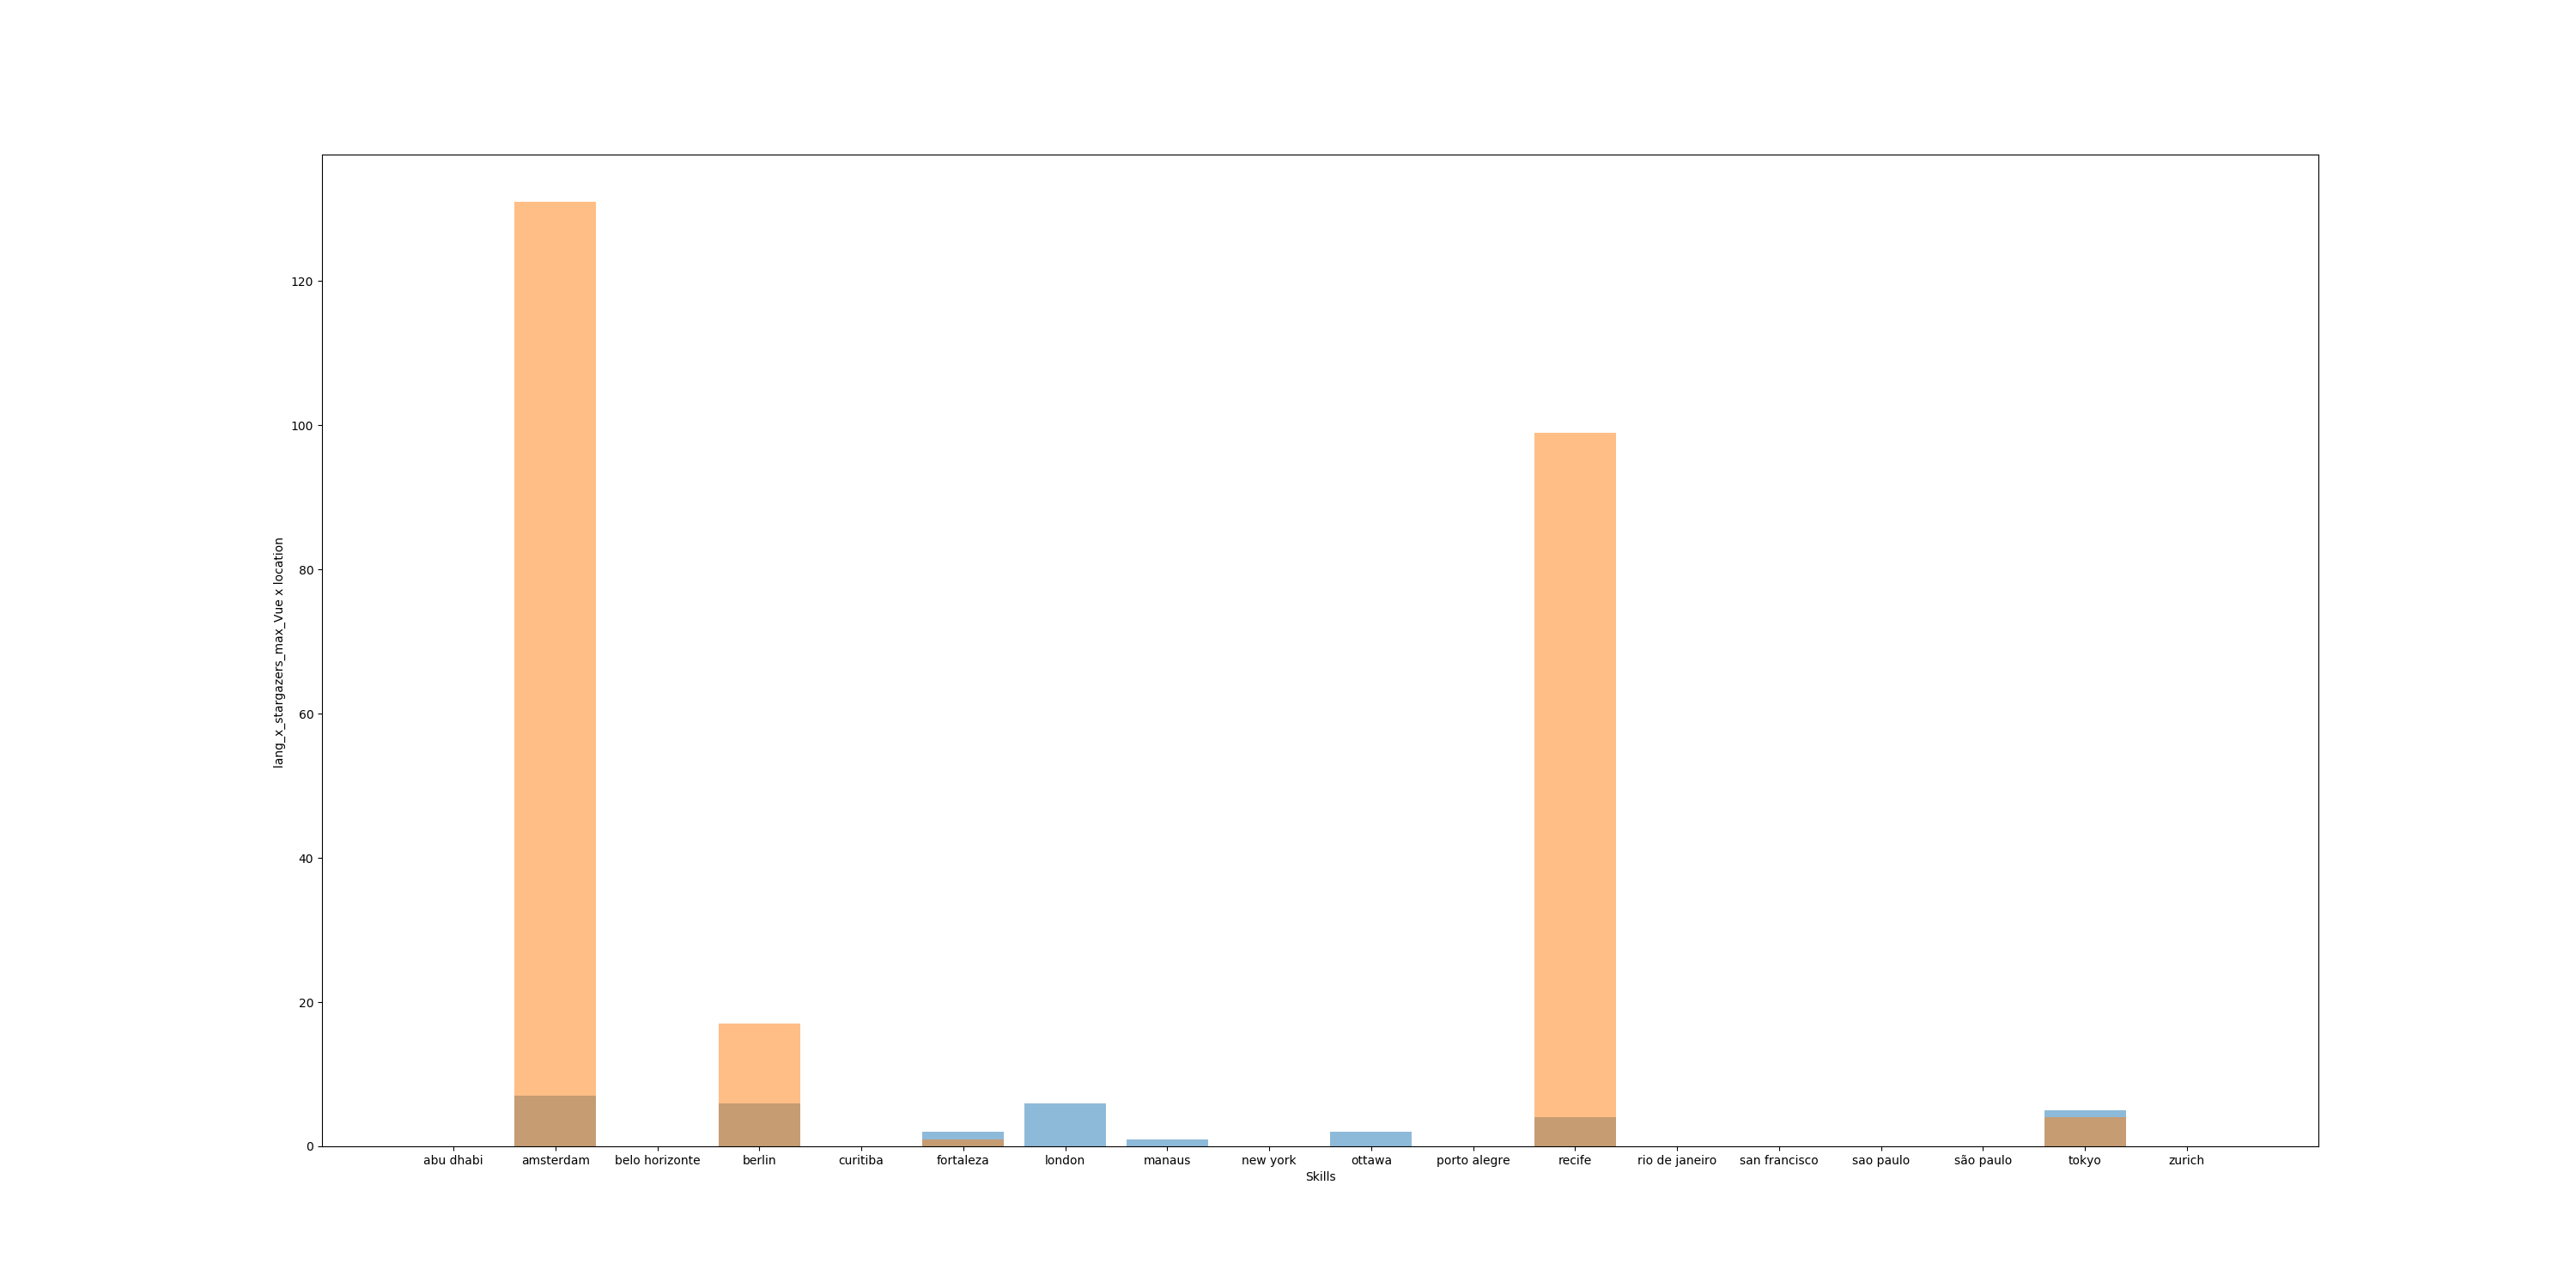 lang_x_stargazers_max_Vue x location
120
100
80
60
40
20
0
abu dhabi amsterdam belo horizonte berlin curitiba fortaleza london manaus new york ottawa porto alegre recife rio de janeiro san francisco sao paulo são paulo tokyo zurich
Skills